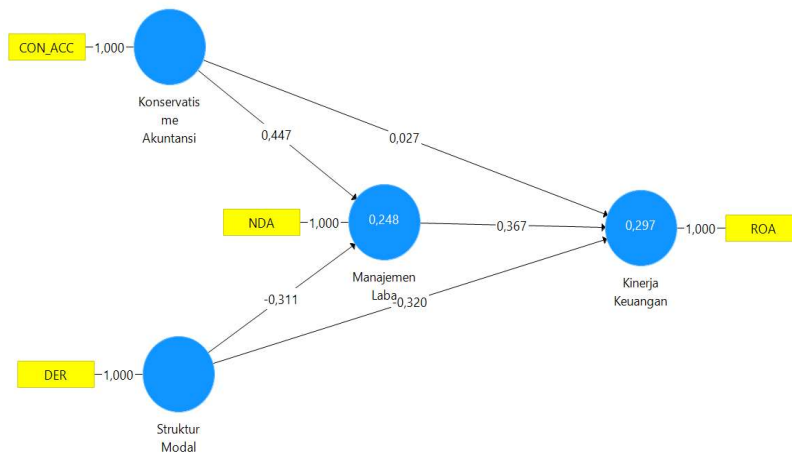 CON_ACC
1,000
Konservatis
me
Akuntansi
0,447
0,027
NDA
1,000
0,248
0,367
0,297
1,000
ROA
Manajemen
Laba
Kinerja
Keuangan
-0,311
-0,320
DER
1,000
Struktur
Modal